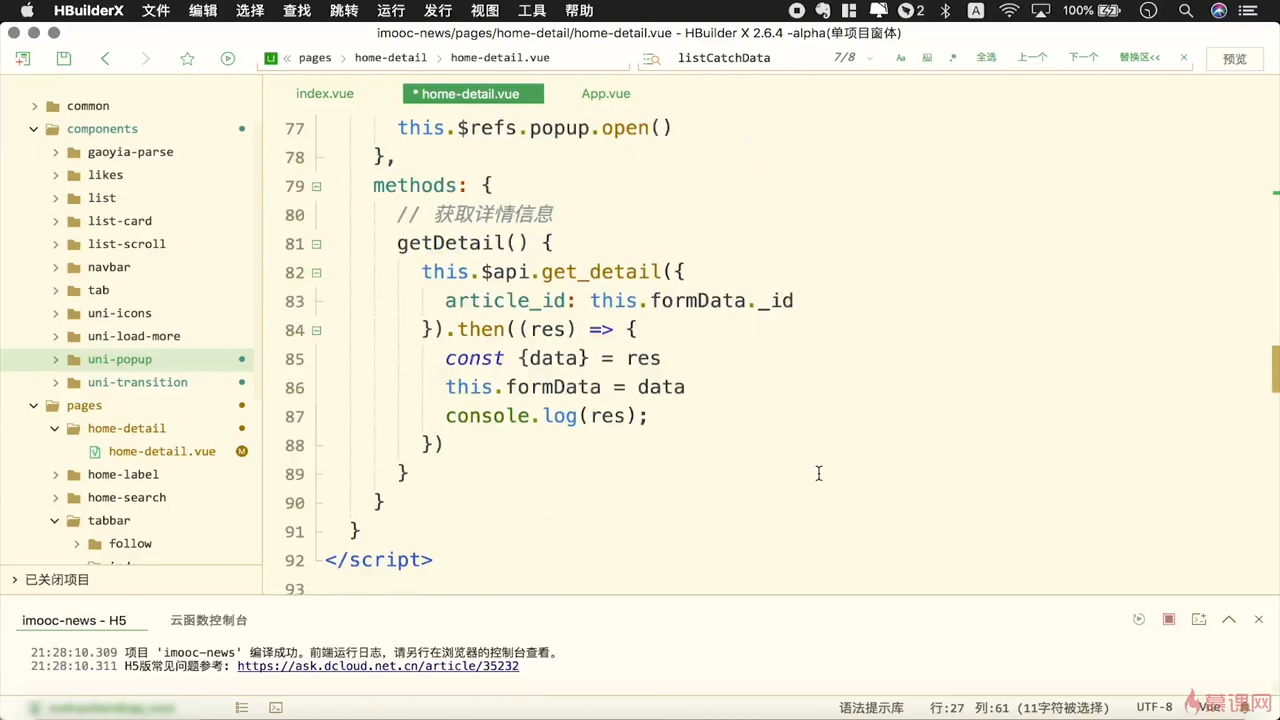 HBuilderX 文件 编辑 选择 查找 跳转 运行 发行 视图 工具 帮助 2 A 100%
imooc-news/pages/home-detail/home-detail.vue - HBuilder X 2.6.4 -alpha(单项目窗体)
pages home-detail home-detail.vue listCatchData 7/8 Aa .* 全选 上一个 下一个 替换区<< 预览
index.vue * home-detail.vue App.vue
common
components
gaoyia-parse
likes
list
list-card
list-scroll
navbar
tab
uni-icons
uni-load-more
uni-popup
uni-transition
pages
home-detail
home-detail.vue M
home-label
home-search
tabbar
follow
已关闭项目
77 this.$refs.popup.open()
78 },
79 methods: {
80 // 获取详情信息
81 getDetail() {
82 this.$api.get_detail({
83 article_id: this.formData._id
84 }).then((res) => {
85 const {data} = res
86 this.formData = data
87 console.log(res);
88 })
89 }
90 }
91 }
92 </script>
93
imooc-news - H5 云函数控制台
21:28:10.309 项目 'imooc-news' 编译成功。前端运行日志，请另行在浏览器的控制台查看。
21:28:10.311 H5版常见问题参考: https://ask.dcloud.net.cn/article/35232
语法提示库 行:27 列:61 (11字符被选择) UTF-8 Vue
慕课网